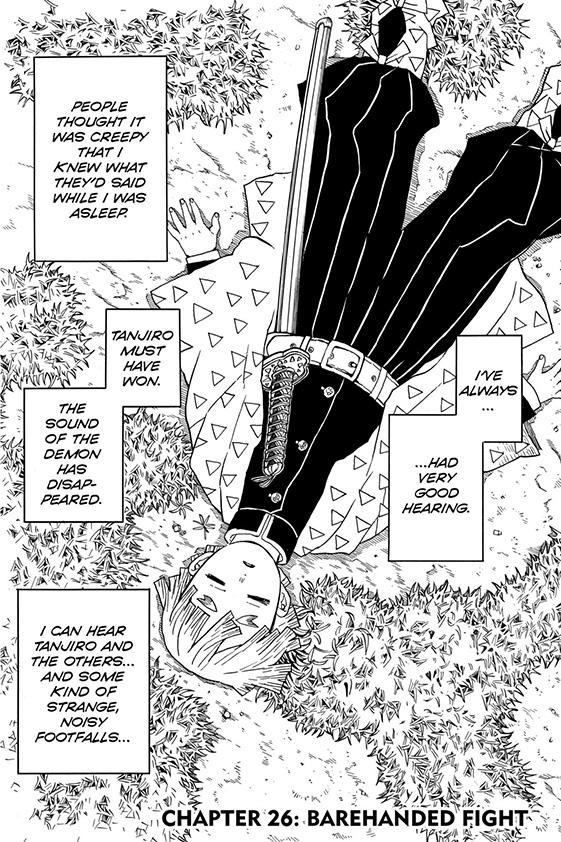 I'VE
ALWAYS
...
...HAD
VERY
GOOD
HEARING.
PEOPLE
THOUGHT IT
WAS CREEPY
THAT I
KNEW WHAT
THEY'D SAID
WHILE I WAS
ASLEEP.
TANJIRO
MUST
HAVE
WON.
THE
SOUND
OF THE
DEMON
HAS
DISAP-
PEARED.
I CAN HEAR
TANJIRO AND
THE OTHERS...
AND SOME
KIND OF
STRANGE,
NOISY
FOOTFALLS...
CHAPTER 26: BAREHANDED FIGHT